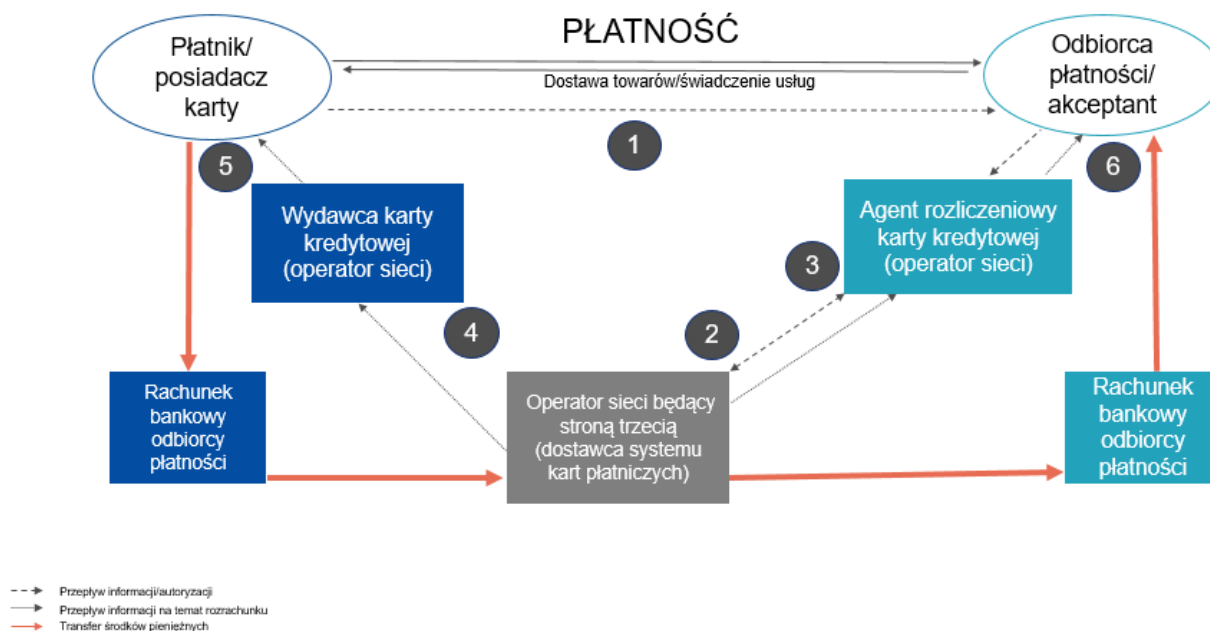 PŁATNOŚĆ
Płatnik/
posiadacz
karty
Dostawa towarów/świadczenie usług
Odbiorca
płatności/
akceptant
1
5
6
Wydawca karty
kredytowej
(operator sieci)
Agent rozliczeniowy
karty kredytowej
(operator sieci)
3
4
2
Rachunek
bankowy
odbiorcy
płatności
Operator sieci będący
stroną trzecią
(dostawca systemu
kart płatniczych)
Rachunek
bankowy
odbiorcy
płatności
Przepływ informacji/autoryzacji
Przepływ informacji na temat rozrachunku
Transfer środków pieniężnych